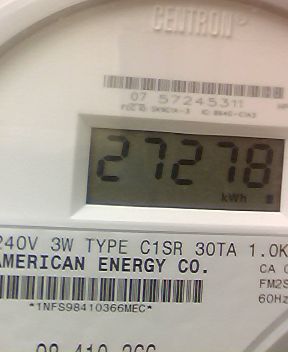 CENTRON®
07 57245311
27278
kWh
240V 3W TYPE C1SR 30TA 1.0K
AMERICAN ENERGY CO.
CA
FM2S
60Hz
*1NFS98410366MEC*